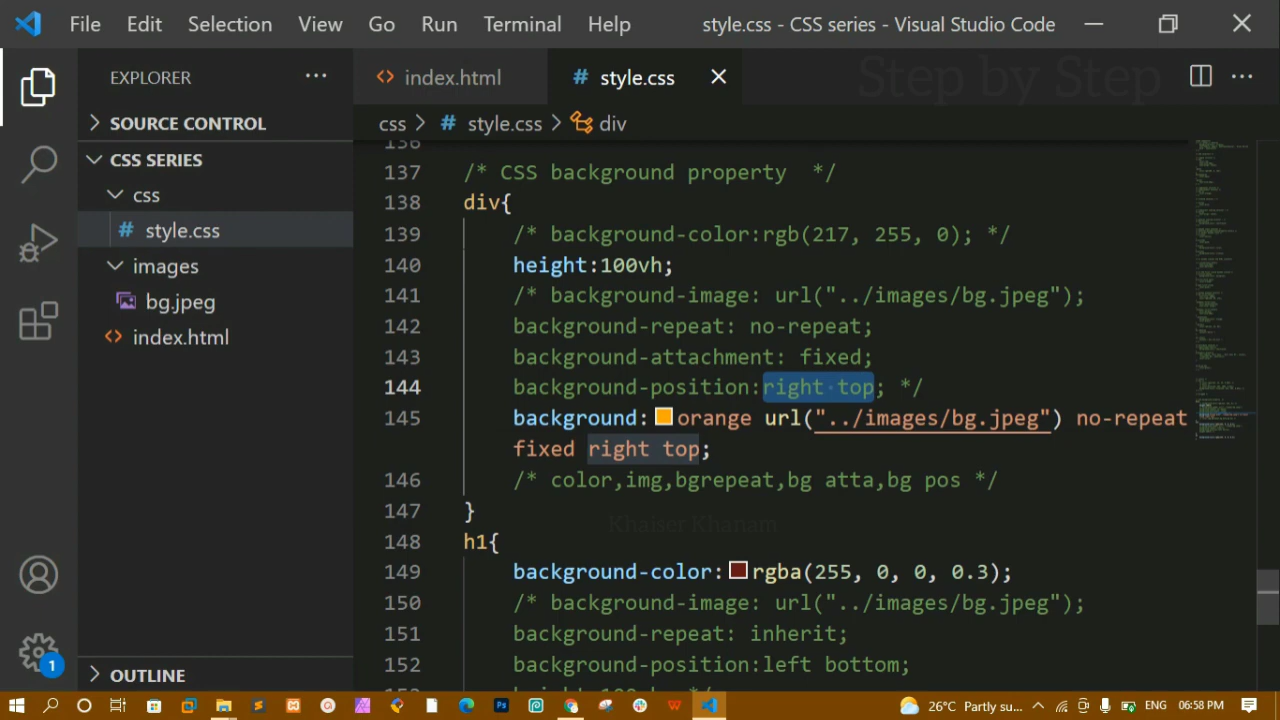 File Edit Selection View Go Run Terminal Help style.css - CSS series - Visual Studio Code
EXPLORER
index.html
style.css
Step by Step
SOURCE CONTROL
css > # style.css > div
CSS SERIES
css
# style.css
images
bg.jpeg
index.html
OUTLINE
1
136
137 /* CSS background property */
138 div{
139 /* background-color:rgb(217, 255, 0); */
140 height:100vh;
141 /* background-image: url("../images/bg.jpeg");
142 background-repeat: no-repeat;
143 background-attachment: fixed;
144 background-position:right top; */
145 background:orange url("../images/bg.jpeg") no-repeat
fixed right top;
146 /* color,img,bgrepeat,bg atta,bg pos */
147 }
Khaiser Khanam
148 h1{
149 background-color:rgba(255, 0, 0, 0.3);
150 /* background-image: url("../images/bg.jpeg");
151 background-repeat: inherit;
152 background-position:left bottom;
26°C Partly su... ENG 06:58 PM